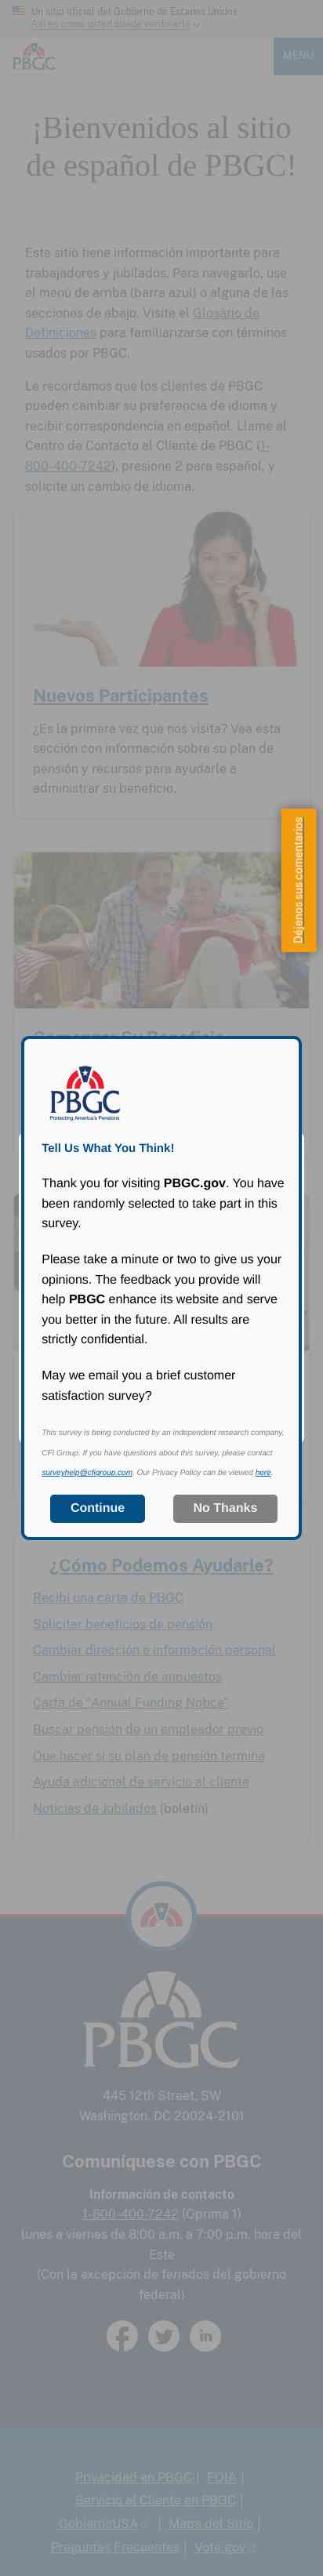 Un sitio oficial del Gobierno de Estados Unidos
Así es como usted puede verificarlo
PBGC
MENU
¡Bienvenidos al sitio
de español de PBGC!
Este sitio tiene información importante para
trabajadores y jubilados. Para navegarlo, use
el menú de arriba (barra azul) o alguna de las
secciones de abajo. Visite el Glosario de
Definiciones para familiarizarse con términos
usados por PBGC.
Le recordamos que los clientes de PBGC
pueden cambiar su preferencia de idioma y
recibir correspondencia en español. Llame al
Centro de Contacto al Cliente de PBGC (1-
800-400-7242), presione 2 para español, y
solicite un cambio de idioma.
Nuevos Participantes
¿Es la primera vez que nos visita? Vea esta
sección con información sobre su plan de
pensión y recursos para ayudarle a
administrar su beneficio.
Déjenos sus comentarios
Comenzar Su Beneficio
PBGC
Protecting America's Pensions
Tell Us What You Think!
Thank you for visiting PBGC.gov. You have
been randomly selected to take part in this
survey.
Please take a minute or two to give us your
opinions. The feedback you provide will
help PBGC enhance its website and serve
you better in the future. All results are
strictly confidential.
May we email you a brief customer
satisfaction survey?
This survey is being conducted by an independent research company,
CFI Group. If you have questions about this survey, please contact
surveyhelp@cfigroup.com. Our Privacy Policy can be viewed here.
Continue No Thanks
¿Cómo Podemos Ayudarle?
Recibí una carta de PBGC
Solicitar beneficios de pensión
Cambiar dirección e información personal
Cambiar retención de impuestos
Carta de "Annual Funding Notice"
Buscar pensión de un empleador previo
Que hacer si su plan de pensión termina
Ayuda adicional de servicio al cliente
Noticias de Jubilados (boletín)
PBGC
445 12th Street, SW
Washington, DC 20024-2101
Comuníquese con PBGC
Información de contacto
1-800-400-7242 (Oprima 1)
lunes a viernes de 8:00 a.m. a 7:00 p.m. hora del
Este
(Con la excepción de feriados del gobierno
federal)
Privacidad en PBGC | FOIA |
Servicio al Cliente en PBGC |
GobiernoUSA | Mapa del Sitio |
Preguntas Frecuentes | Vote.gov